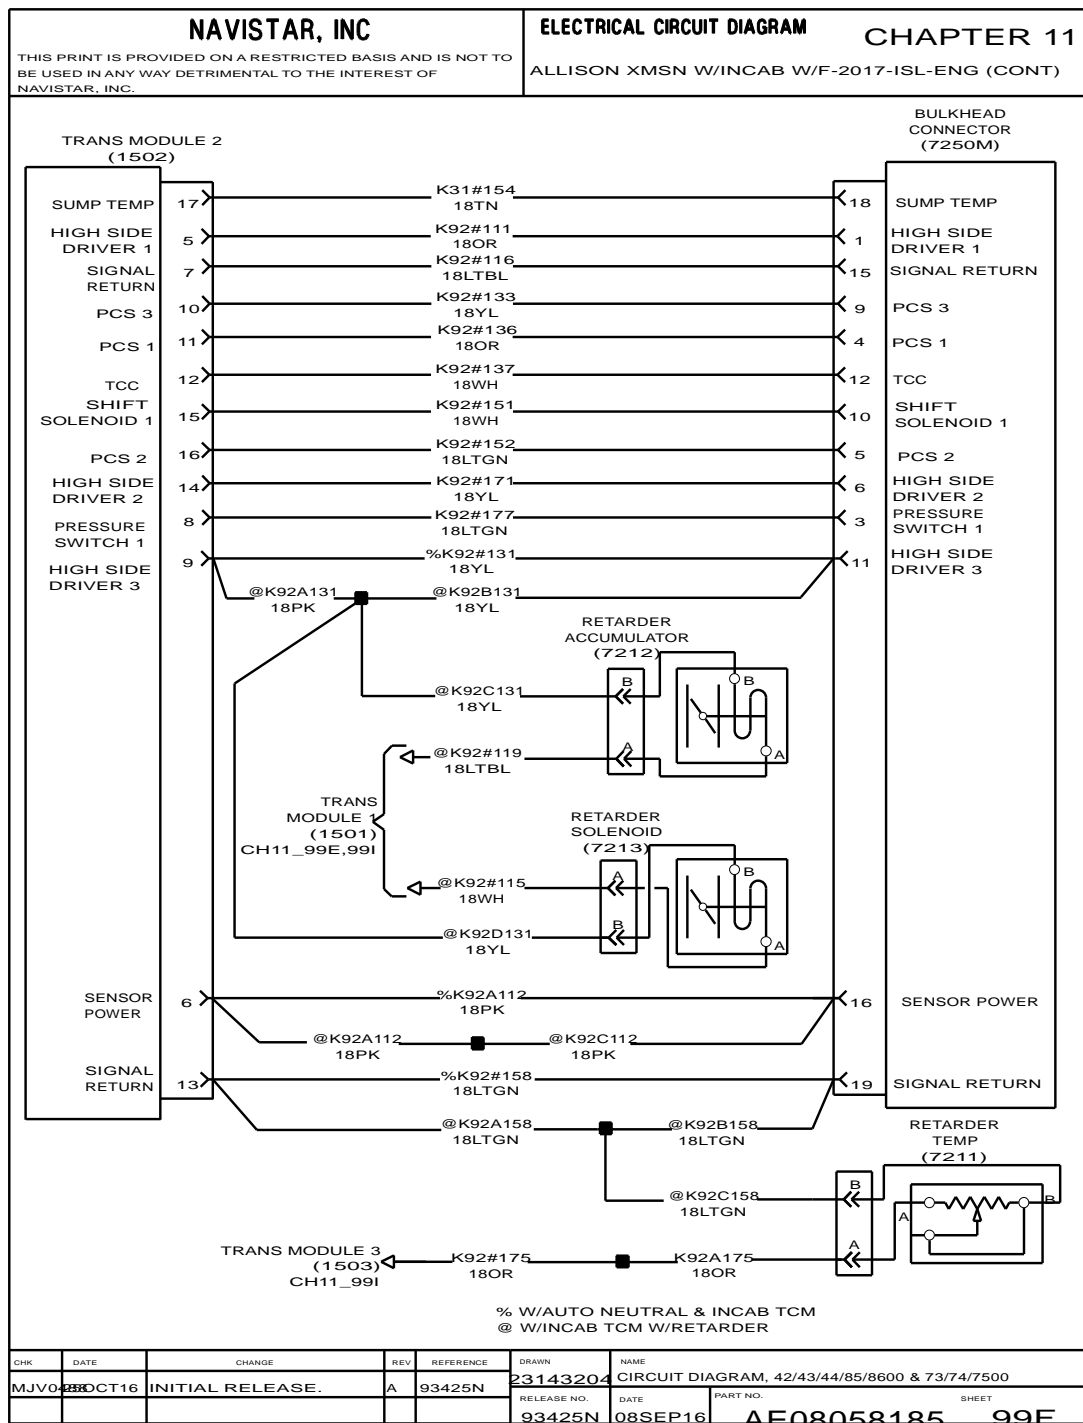 NAVISTAR, INC
THIS PRINT IS PROVIDED ON A RESTRICTED BASIS AND IS NOT TO
BE USED IN ANY WAY DETRIMENTAL TO THE INTEREST OF
NAVISTAR, INC.
ELECTRICAL CIRCUIT DIAGRAM
CHAPTER 11
ALLISON XMSN W/INCAB W/F-2017-ISL-ENG (CONT)
TRANS MODULE 2
(1502)
BULKHEAD
CONNECTOR
(7250M)
SUMP TEMP 17 K31#154 18 SUMP TEMP
18TN
HIGH SIDE 5 K92#111 1 HIGH SIDE
DRIVER 1 18OR DRIVER 1
SIGNAL 7 K92#116 15 SIGNAL RETURN
RETURN 18LTBL
PCS 3 10 K92#133 9 PCS 3
18YL
PCS 1 11 K92#136 4 PCS 1
18OR
TCC 12 K92#137 12 TCC
18WH
SHIFT 15 K92#151 10 SHIFT
SOLENOID 1 18WH SOLENOID 1
PCS 2 16 K92#152 5 PCS 2
18LTGN
HIGH SIDE 14 K92#171 6 HIGH SIDE
DRIVER 2 18YL DRIVER 2
PRESSURE 8 K92#177 3 PRESSURE
SWITCH 1 18LTGN SWITCH 1
HIGH SIDE 9 %K92#131 11 HIGH SIDE
DRIVER 3 18YL DRIVER 3
@K92A131 @K92B131
18PK 18YL
RETARDER
ACCUMULATOR
(7212)
@K92C131 B B
18YL
@K92#119 A A
18LTBL
TRANS
MODULE 1
(1501)
CH11_99E,99I
RETARDER
SOLENOID
(7213)
@K92#115 A B
18WH
@K92D131 B A
18YL
SENSOR 6 %K92A112 16 SENSOR POWER
POWER 18PK
@K92A112 @K92C112
18PK 18PK
SIGNAL 13 %K92#158 19 SIGNAL RETURN
RETURN 18LTGN
@K92A158 @K92B158
18LTGN 18LTGN
RETARDER
TEMP
(7211)
@K92C158 B A B
18LTGN
TRANS MODULE 3 K92#175 K92A175 A
(1503) 18OR 18OR
CH11_99I
% W/AUTO NEUTRAL & INCAB TCM
@ W/INCAB TCM W/RETARDER
CHK DATE CHANGE REV REFERENCE DRAWN NAME
OCT16 INITIAL RELEASE. A 93425N 23143204 CIRCUIT DIAGRAM, 42/43/44/85/8600 & 73/74/7500
RELEASE NO. DATE PART NO. SHEET
93425N 08SEP16 AE08058185 99F